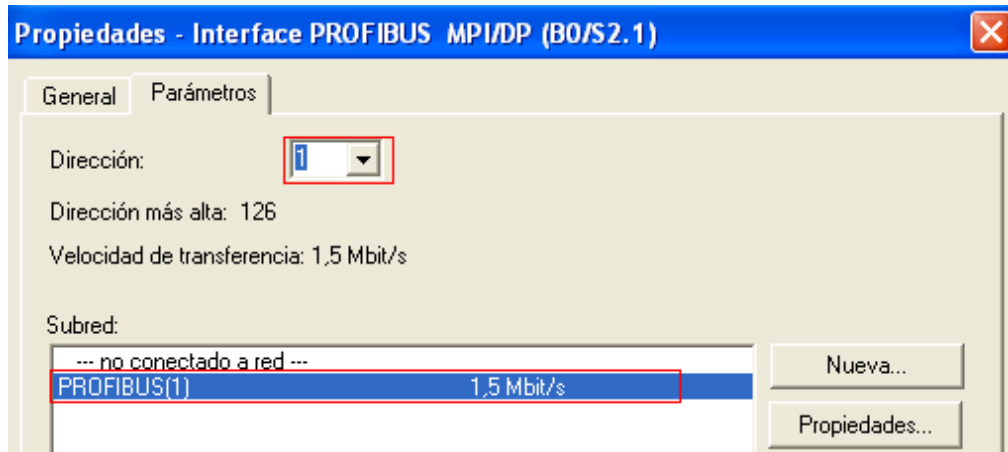 Propiedades - Interface PROFIBUS MPI/DP (B0/S2.1)
General Parámetros
Dirección: 1
Dirección más alta: 126
Velocidad de transferencia: 1,5 Mbit/s
Subred:
--- no conectado a red ---
Nueva...
PROFIBUS(1) 1,5 Mbit/s
Propiedades...